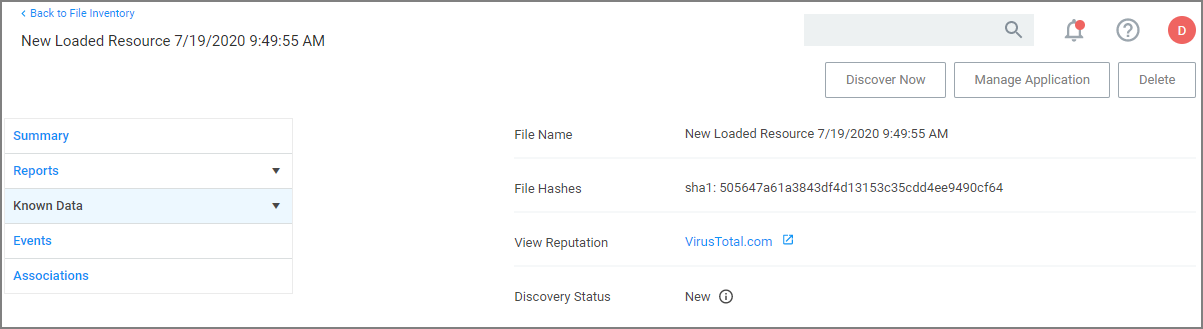 Back to File Inventory
New Loaded Resource 7/19/2020 9:49:55 AM
D
Discover Now
Manage Application
Delete
Summary
Reports
Known Data
Events
Associations
File Name New Loaded Resource 7/19/2020 9:49:55 AM
File Hashes sha1: 505647a61a3843df4d13153c35cdd4ee9490cf64
View Reputation VirusTotal.com
Discovery Status New